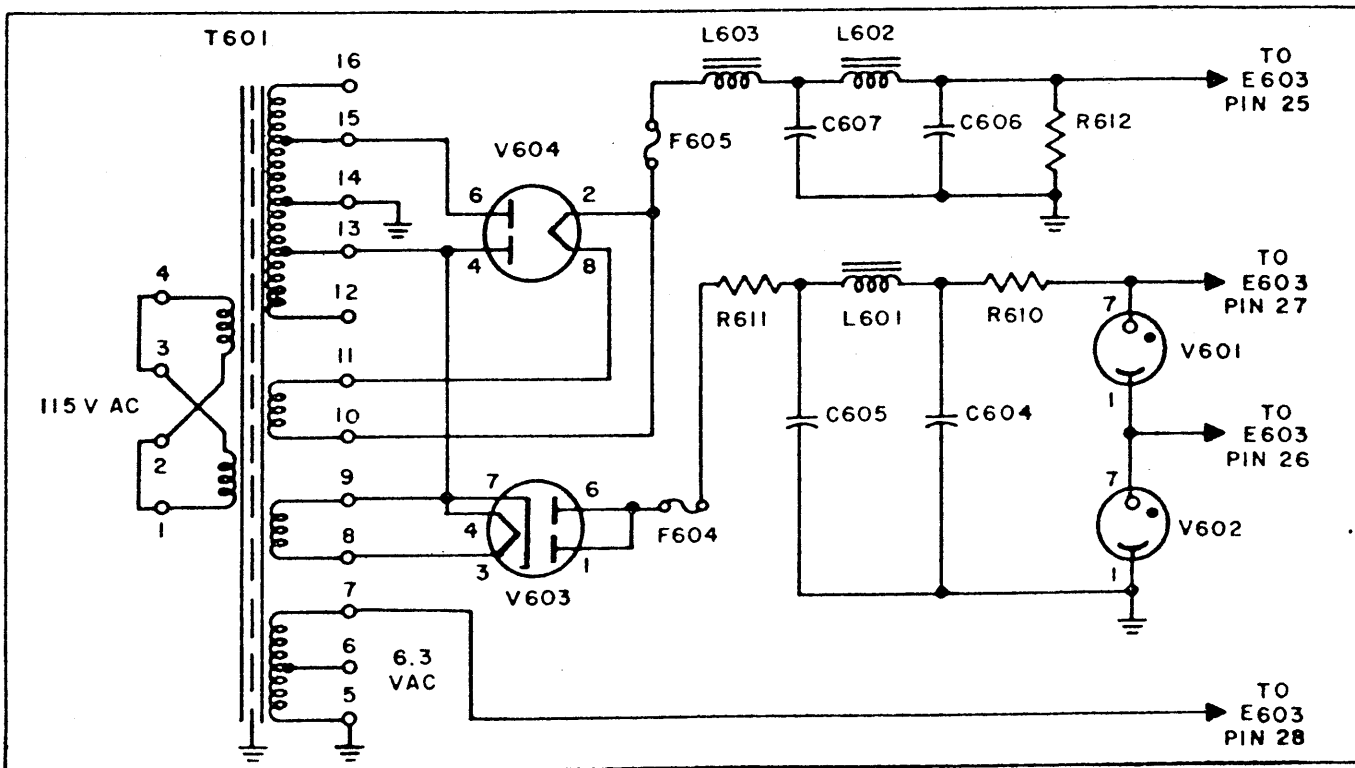 T601
16
15
14
13
12
11
10
9
8
7
6
5
4
3
2
1
115 V AC
6.3
VAC
V604
6
2
4
8
F605
L603
L602
C607
C606
R612
TO
E603
PIN 25
R611
L601
R610
C605
C604
7
V601
1
TO
E603
PIN 27
TO
E603
PIN 26
7
V602
1
7
6
4
3
1
V603
F604
TO
E603
PIN 28